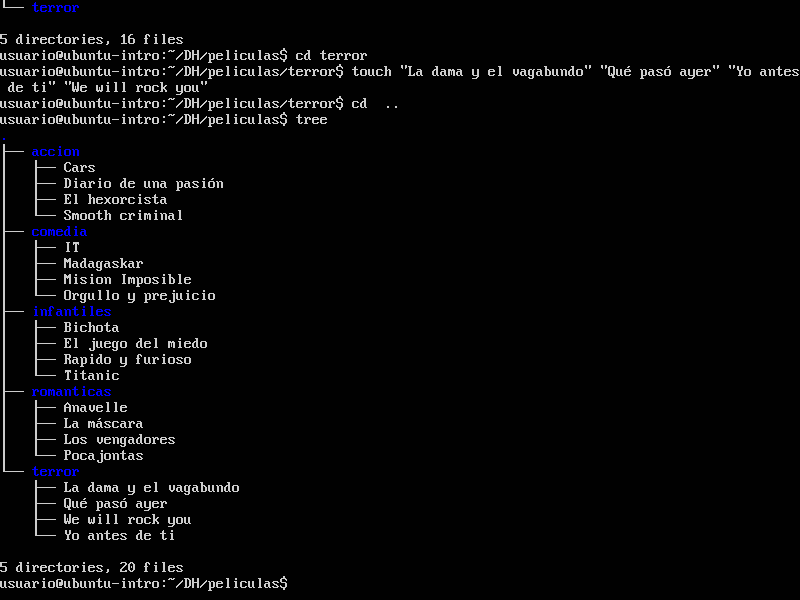 └── terror

5 directories, 16 files
usuario@ubuntu-intro:~/DH/peliculas$ cd terror
usuario@ubuntu-intro:~/DH/peliculas/terror$ touch "La dama y el vagabundo" "Qué pasó ayer" "Yo antes
 de ti" "We will rock you"
usuario@ubuntu-intro:~/DH/peliculas/terror$ cd  ..
usuario@ubuntu-intro:~/DH/peliculas$ tree
.
├── accion
│   ├── Cars
│   ├── Diario de una pasión
│   ├── El hexorcista
│   └── Smooth criminal
├── comedia
│   ├── IT
│   ├── Madagaskar
│   ├── Mision Imposible
│   └── Orgullo y prejuicio
├── infantiles
│   ├── Bichota
│   ├── El juego del miedo
│   ├── Rapido y furioso
│   └── Titanic
├── romanticas
│   ├── Anavelle
│   ├── La máscara
│   ├── Los vengadores
│   └── Pocajontas
└── terror
    ├── La dama y el vagabundo
    ├── Qué pasó ayer
    ├── We will rock you
    └── Yo antes de ti

5 directories, 20 files
usuario@ubuntu-intro:~/DH/peliculas$